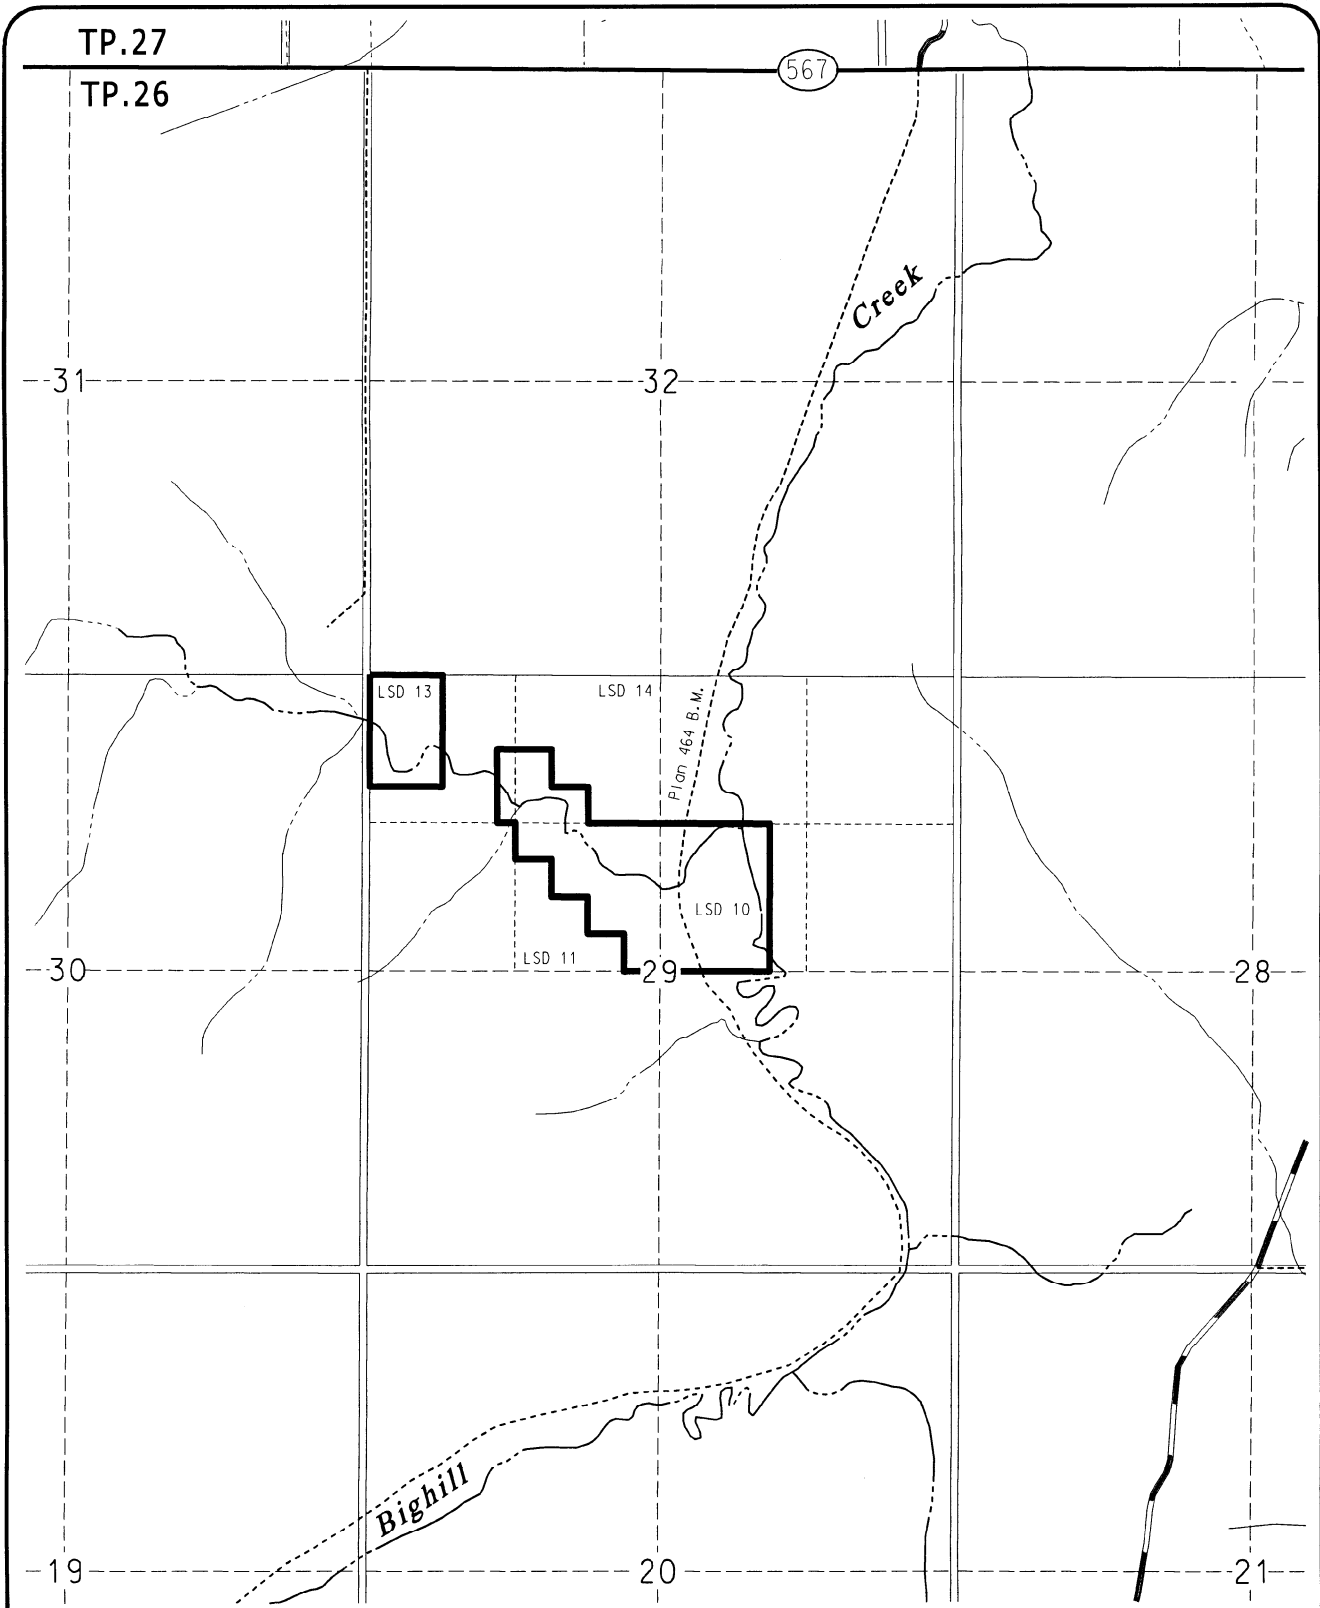 TP.27
567
TP.26
Creek
31
32
LSD 13
LSD 14
Plan 464 B.M.
LSD 10
LSD 11
30
29
28
Bighill
19
20
21